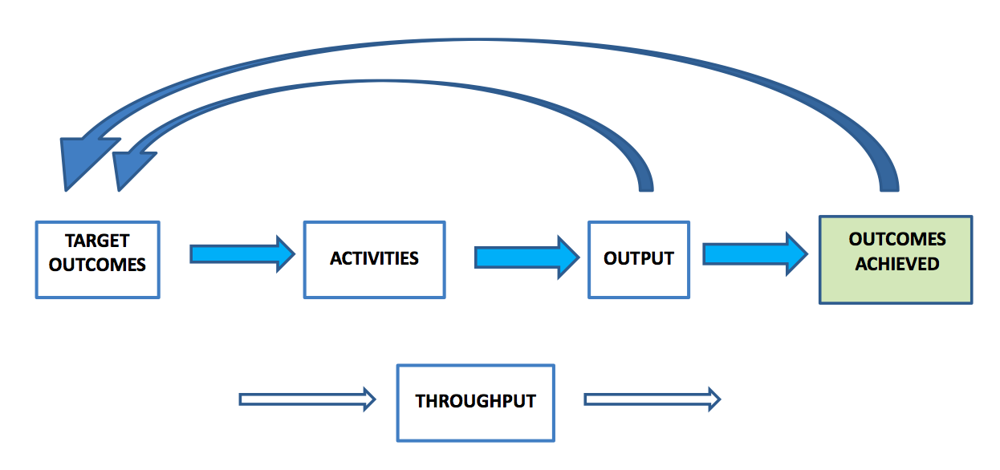 TARGET
OUTCOMES
ACTIVITIES
OUTPUT
OUTCOMES
ACHIEVED
THROUGHPUT